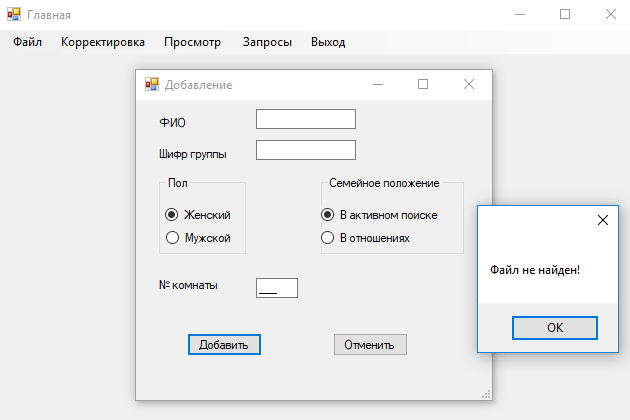 Главная
Файл Корректировка Просмотр Запросы Выход
Добавление
ФИО
Шифр группы
Пол
Женский
Мужской
Семейное положение
В активном поиске
В отношениях
№ комнаты
___
Добавить Отменить
Файл не найден!
OK